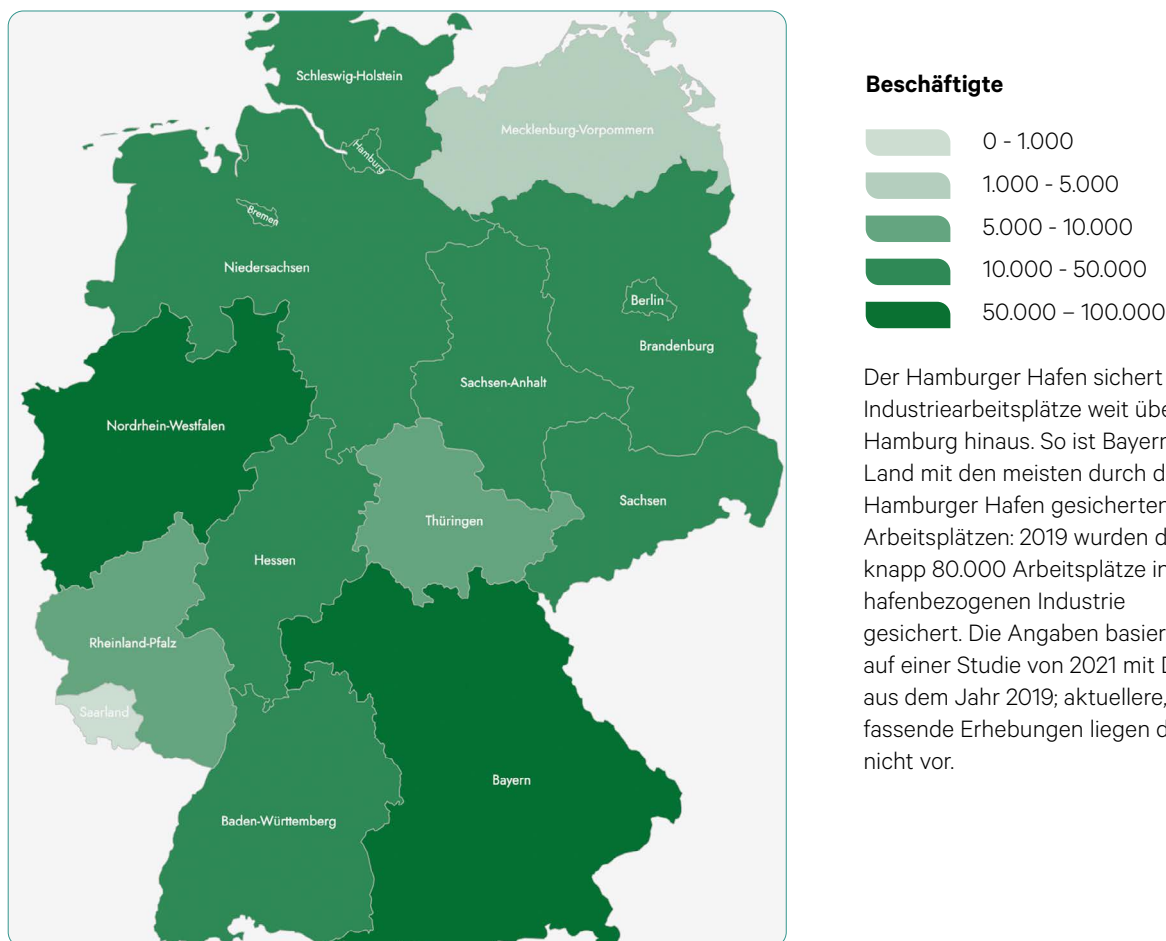 Schleswig-Holstein
Mecklenburg-Vorpommern
Hamburg
Bremen
Niedersachsen
Berlin
Brandenburg
Sachsen-Anhalt
Nordrhein-Westfalen
Sachsen
Thüringen
Hessen
Rheinland-Pfalz
Saarland
Bayern
Baden-Württemberg
Beschäftigte
0 - 1.000
1.000 - 5.000
5.000 - 10.000
10.000 - 50.000
50.000 – 100.000
Der Hamburger Hafen sichert
Industriearbeitsplätze weit übe
Hamburg hinaus. So ist Bayern
Land mit den meisten durch d
Hamburger Hafen gesicherten
Arbeitsplätzen: 2019 wurden d
knapp 80.000 Arbeitsplätze in
hafenbezogenen Industrie
gesichert. Die Angaben basier
auf einer Studie von 2021 mit D
aus dem Jahr 2019; aktuellere,
fassende Erhebungen liegen d
nicht vor.